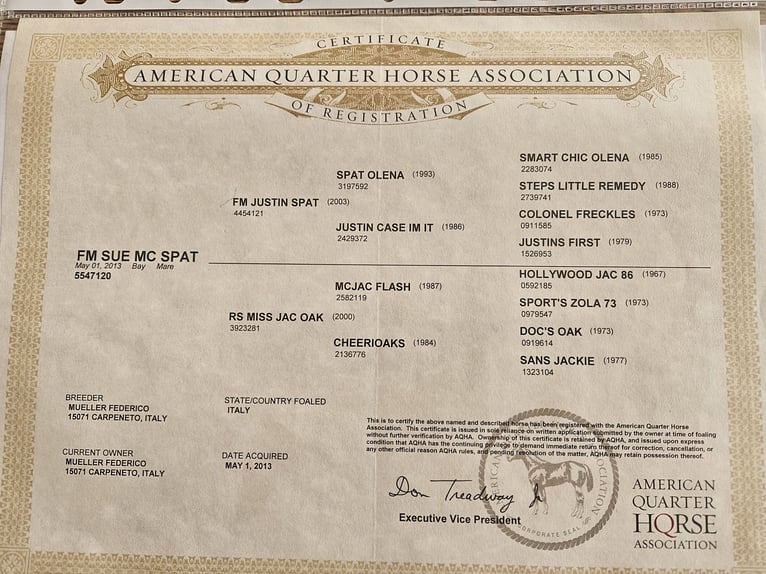 CERTIFICATE
AMERICAN QUARTER HORSE ASSOCIATION
OF REGISTRATION
SMART CHIC OLENA (1985)
2283074
SPAT OLENA (1993)
3197592
STEPS LITTLE REMEDY (1988)
2739741
FM JUSTIN SPAT (2003)
4454121
COLONEL FRECKLES (1973)
0911585
JUSTIN CASE IM IT (1986)
2429372
JUSTINS FIRST (1979)
1526953
FM SUE MC SPAT
May 01, 2013 Bay Mare
5547120
HOLLYWOOD JAC 86 (1967)
0592185
MCJAC FLASH (1987)
2582119
SPORT'S ZOLA 73 (1973)
0979547
RS MISS JAC OAK (2000)
3923281
DOC'S OAK (1973)
0919614
CHEERIOAKS (1984)
2136776
SANS JACKIE (1977)
1323104
BREEDER
MUELLER FEDERICO
15071 CARPENETO, ITALY
STATE/COUNTRY FOALED
ITALY
CURRENT OWNER
MUELLER FEDERICO
15071 CARPENETO, ITALY
DATE ACQUIRED
MAY 1, 2013
This is to certify the above named and described horse has been registered with the American Quarter Horse
Association. This certificate is issued in sole reliance on written application submitted by the owner at time of foaling
without further verification by AQHA. Ownership of this certificate is retained by AQHA, and issued upon express
condition that AQHA has the continuing privilege to demand immediate return thereof for correction, cancellation, or
any other official reason AQHA rules, and pending resolution of the matter, AQHA may retain possession thereof.
Don Treadway Jr
Executive Vice President
CORPORATE SEAL
AMERICAN
QUARTER
HORSE
ASSOCIATION